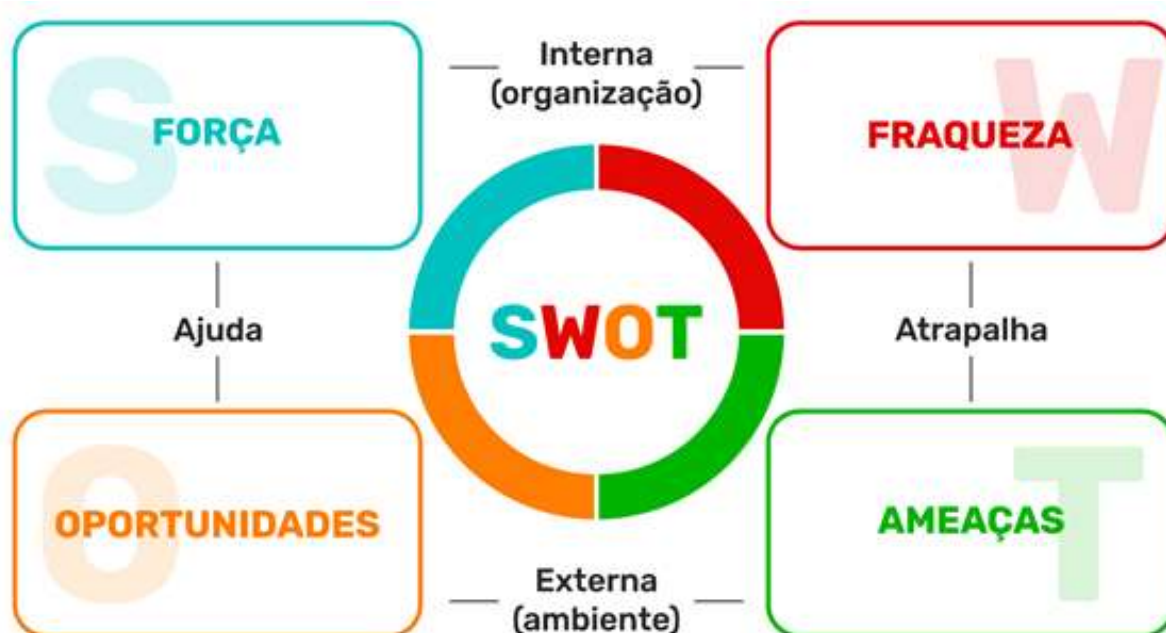 S
FORÇA
Interna
(organização)
W
FRAQUEZA
Ajuda
SWOT
Atrapalha
O
OPORTUNIDADES
Externa
(ambiente)
T
AMEAÇAS